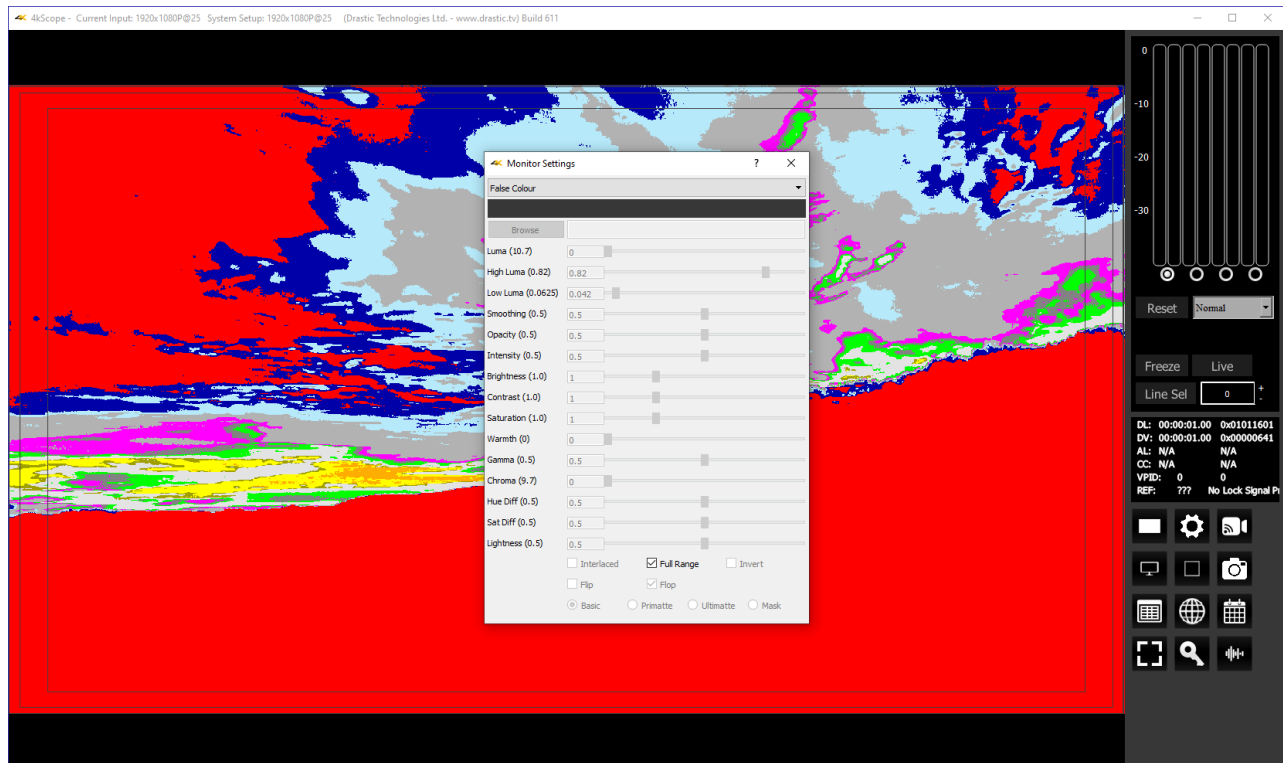 4kScope - Current Input: 1920x1080P@25 System Setup: 1920x1080P@25 (Drastic Technologies Ltd. - www.drastic.tv) Build 611
Monitor Settings ? ×
False Colour
Browse
Luma (10.7) 0
High Luma (0.82) 0.82
Low Luma (0.0625) 0.042
Smoothing (0.5) 0.5
Opacity (0.5) 0.5
Intensity (0.5) 0.5
Brightness (1.0) 1
Contrast (1.0) 1
Saturation (1.0) 1
Warmth (0) 0
Gamma (0.5) 0.5
Chroma (9.7) 0
Hue Diff (0.5) 0.5
Sat Diff (0.5) 0.5
Lightness (0.5) 0.5
Interlaced Full Range Invert
Flip Flop
Basic Primatte Ultimatte Mask
0
-10
-20
-30
Reset Normal
Freeze Live
Line Sel 0 + -
DL: 00:00:01.00 0x01011601
DV: 00:00:01.00 0x00000641
AL: N/A N/A
CC: N/A N/A
VPID: 0 0
REF: ??? No Lock Signal Pr